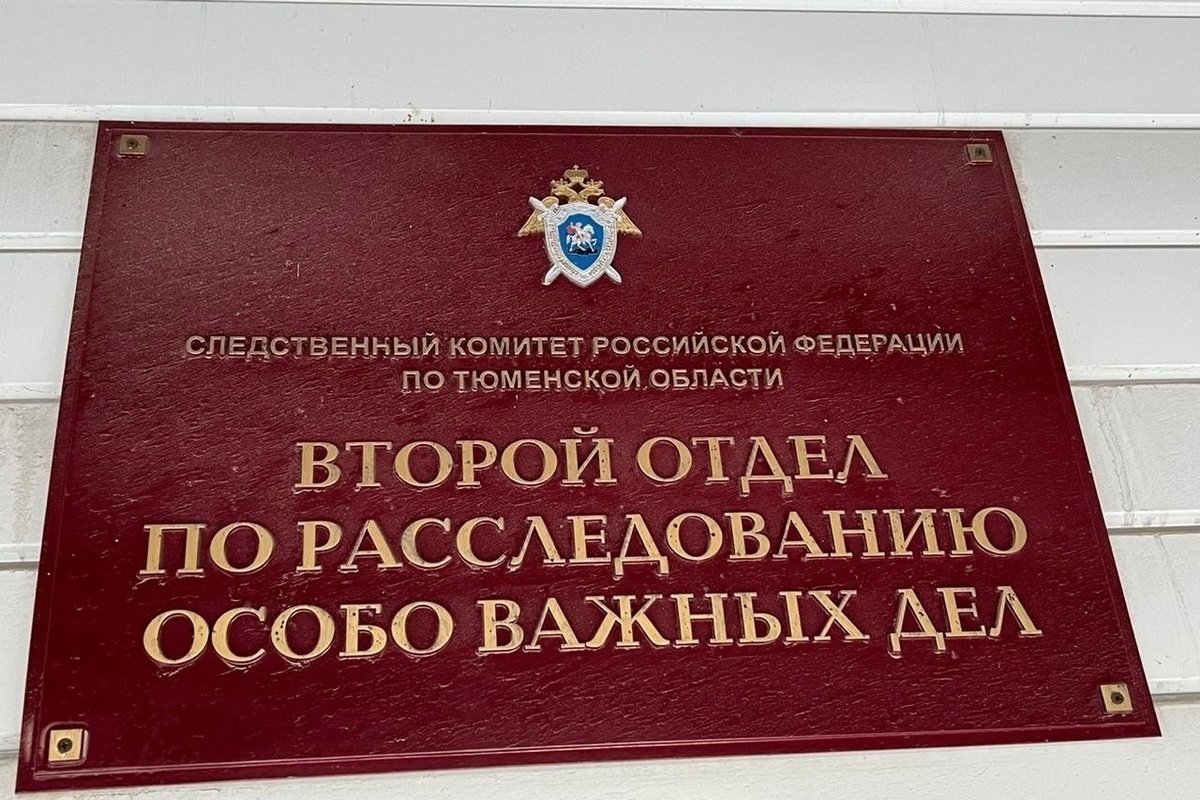 СЛЕДСТВЕННЫЙ КОМИТЕТ РОССИЙСКОЙ ФЕДЕРАЦИИ
ПО ТЮМЕНСКОЙ ОБЛАСТИ
ВТОРОЙ ОТДЕЛ
ПО РАССЛЕДОВАНИЮ
ОСОБО ВАЖНЫХ ДЕЛ